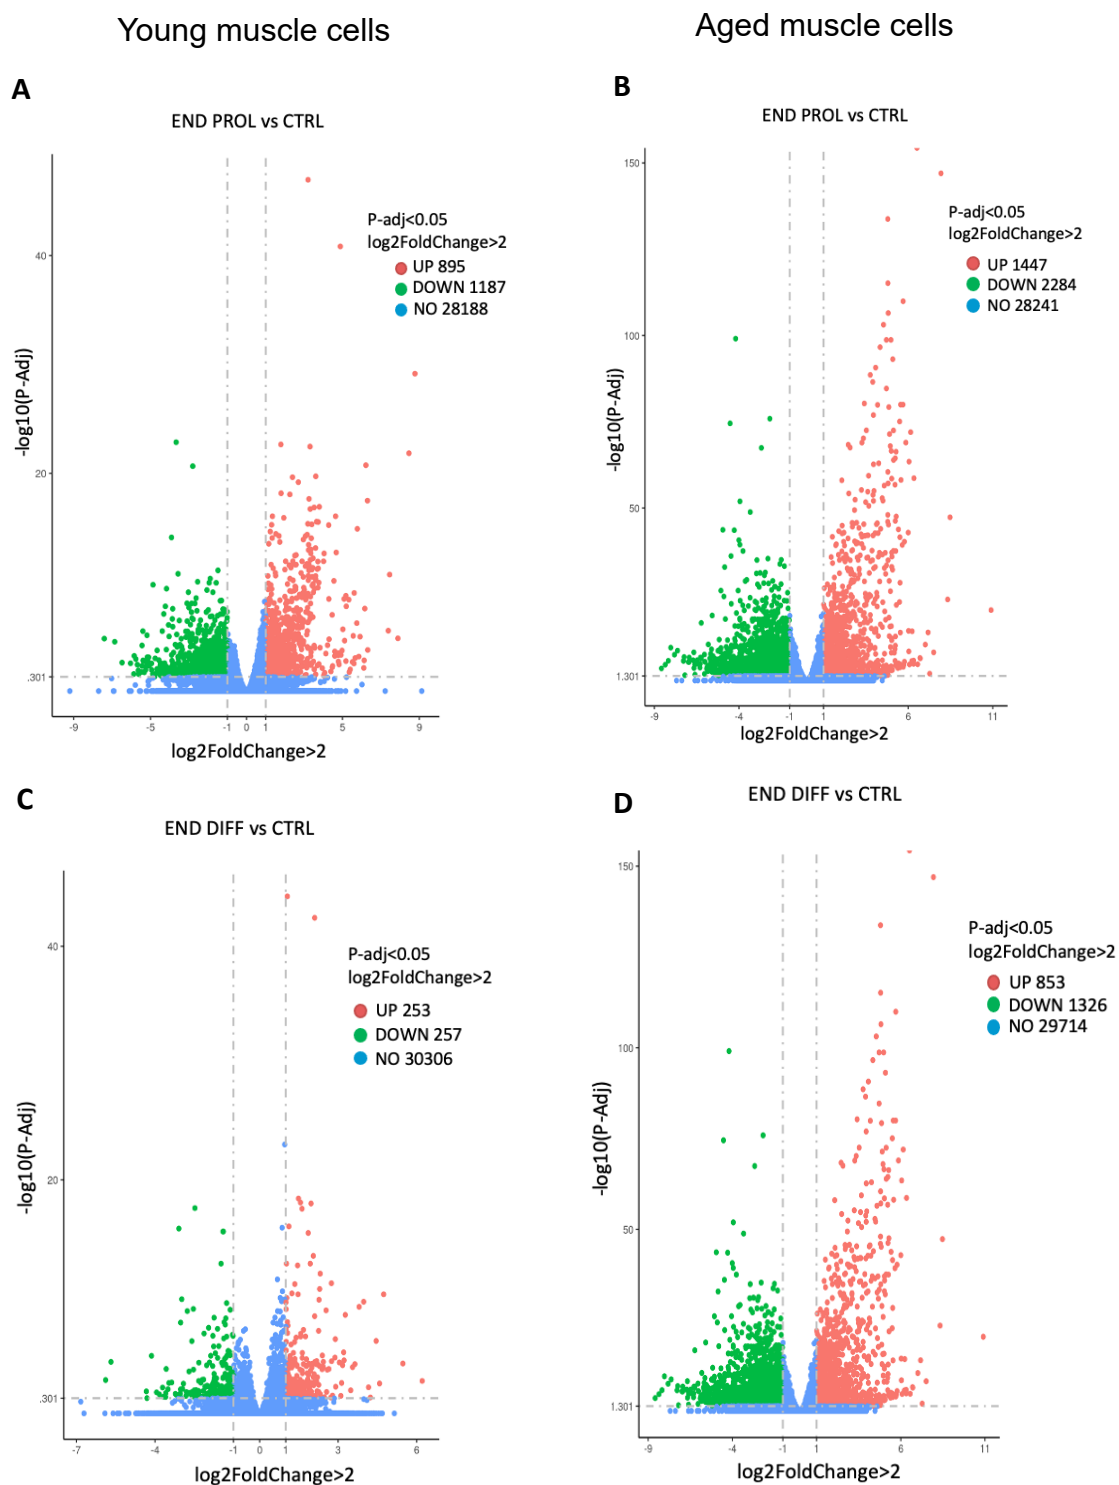 Young muscle cells
Aged muscle cells
A
END PROL vs CTRL
P-adj<0.05
log2FoldChange>2
UP 895
DOWN 1187
NO 28188
-log10(P-Adj)
40
20
.301
-9
-5
-1
0
1
5
9
log2FoldChange>2
B
END PROL vs CTRL
P-adj<0.05
log2FoldChange>2
UP 1447
DOWN 2284
NO 28241
-log10(P-Adj)
150
100
50
1.301
-9
-4
-1
1
6
11
log2FoldChange>2
C
END DIFF vs CTRL
P-adj<0.05
log2FoldChange>2
UP 253
DOWN 257
NO 30306
-log10(P-Adj)
40
20
.301
-7
-4
-1
0
1
3
6
log2FoldChange>2
D
END DIFF vs CTRL
P-adj<0.05
log2FoldChange>2
UP 853
DOWN 1326
NO 29714
-log10(P-Adj)
150
100
50
1.301
-9
-4
-1
1
6
11
log2FoldChange>2